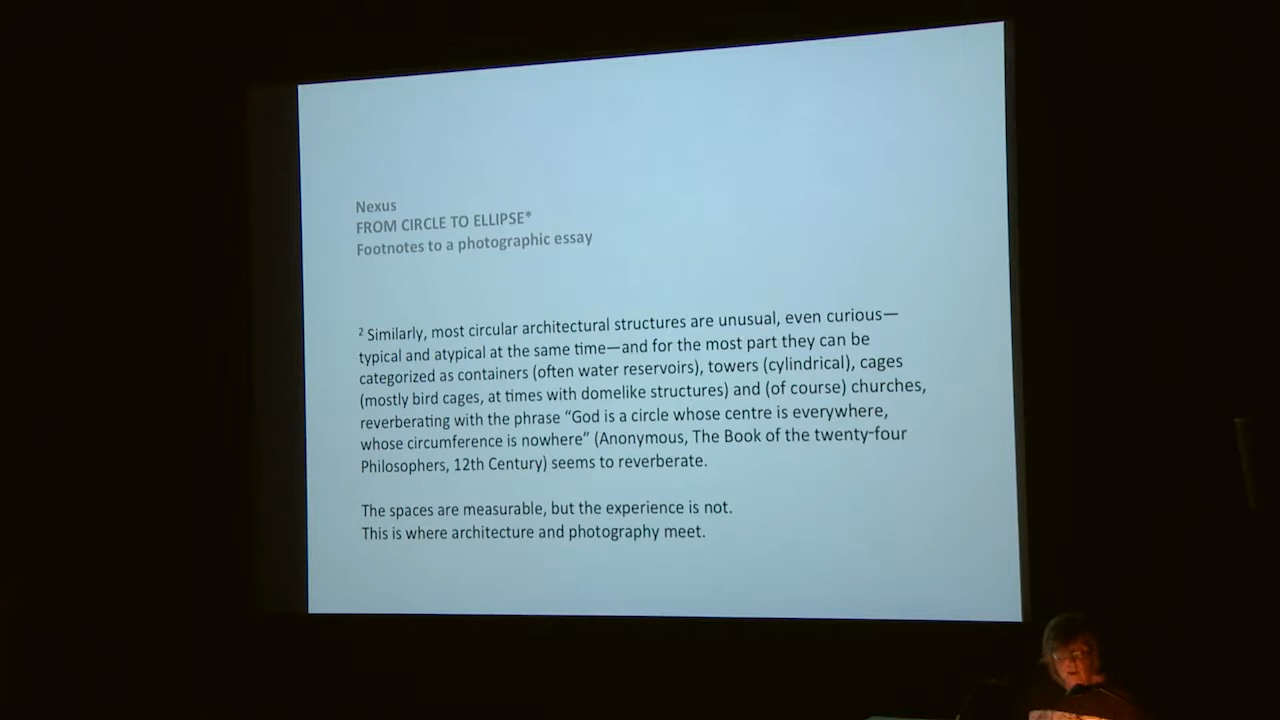 Nexus
FROM CIRCLE TO ELLIPSE*
Footnotes to a photographic essay
² Similarly, most circular architectural structures are unusual, even curious—
typical and atypical at the same time—and for the most part they can be
categorized as containers (often water reservoirs), towers (cylindrical), cages
(mostly bird cages, at times with domelike structures) and (of course) churches,
reverberating with the phrase “God is a circle whose centre is everywhere,
whose circumference is nowhere” (Anonymous, The Book of the twenty-four
Philosophers, 12th Century) seems to reverberate.
The spaces are measurable, but the experience is not.
This is where architecture and photography meet.